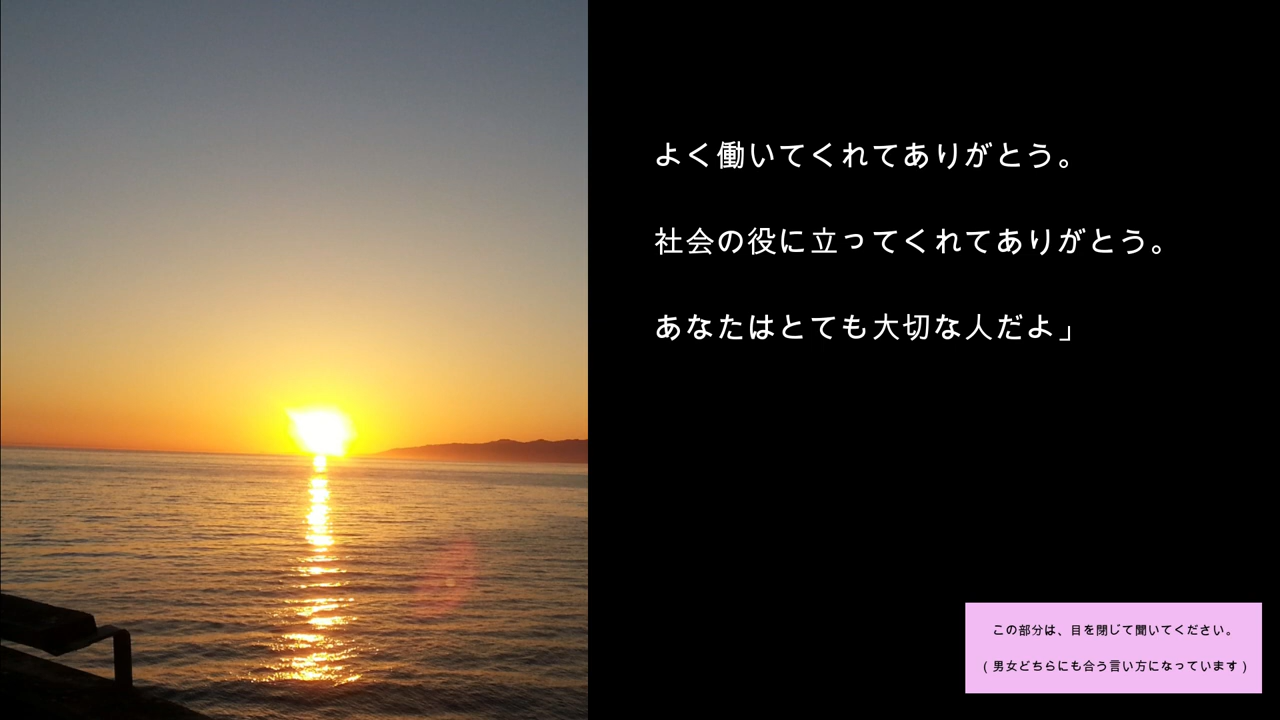 よく働いてくれてありがとう。
社会の役に立ってくれてありがとう。
あなたはとても大切な人だよ」
この部分は、目を閉じて聞いてください。
(男女どちらにも合う言い方になっています)